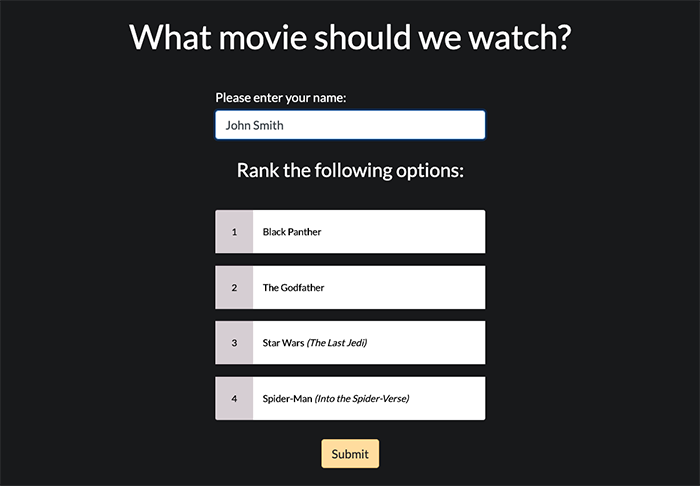 What movie should we watch?
Please enter your name:
John Smith
Rank the following options:
1 Black Panther
2 The Godfather
3 Star Wars (The Last Jedi)
4 Spider-Man (Into the Spider-Verse)
Submit